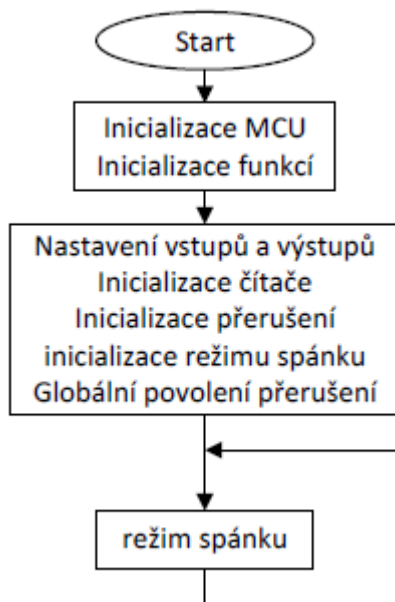 Start
Inicializace MCU
Inicializace funkcí
Nastavení vstupů a výstupů
Inicializace čítače
Inicializace přerušení
inicializace režimu spánku
Globální povolení přerušení
režim spánku